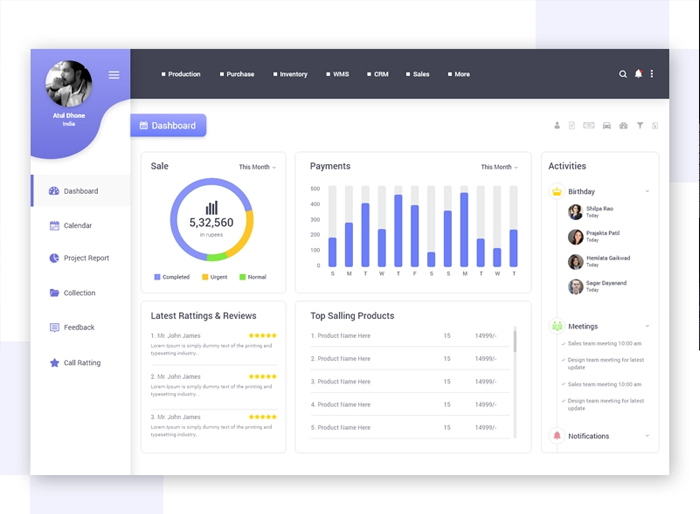 Atul Dhone
India
Production
Purchase
Inventory
WMS
CRM
Sales
More
Dashboard
Dashboard
Calendar
Project Report
Collection
Feedback
Call Ratting
Sale
This Month
5,32,560
in rupees
Completed
Urgent
Normal
Payments
This Month
500
500
400
300
200
100
0
S M T W T F S S M T W T
Latest Rattings & Reviews
1. Mr. John James
Lorem Ipsum is simply dummy text of the printing and
typesetting industry..
2. Mr. John James
Lorem Ipsum is simply dummy text of the printing and
typesetting industry..
3. Mr. John James
Lorem Ipsum is simply dummy text of the printing and
typesetting industry..
Top Salling Products
1. Product Name Here 15 14999/-
2. Product Name Here 15 14999/-
3. Product Name Here 15 14999/-
4. Product Name Here 15 14999/-
5. Product Name Here 15 14999/-
Activities
Birthday
Shilpa Rao
Today
Prajakta Patil
Today
Hemlata Gaikwad
Today
Sagar Dayanand
Today
Meetings
Sales team meeting 10:00 am
Design team meeting for latest
update
Sales team meeting 10:00 am
Design team meeting for latest
update
Notifications